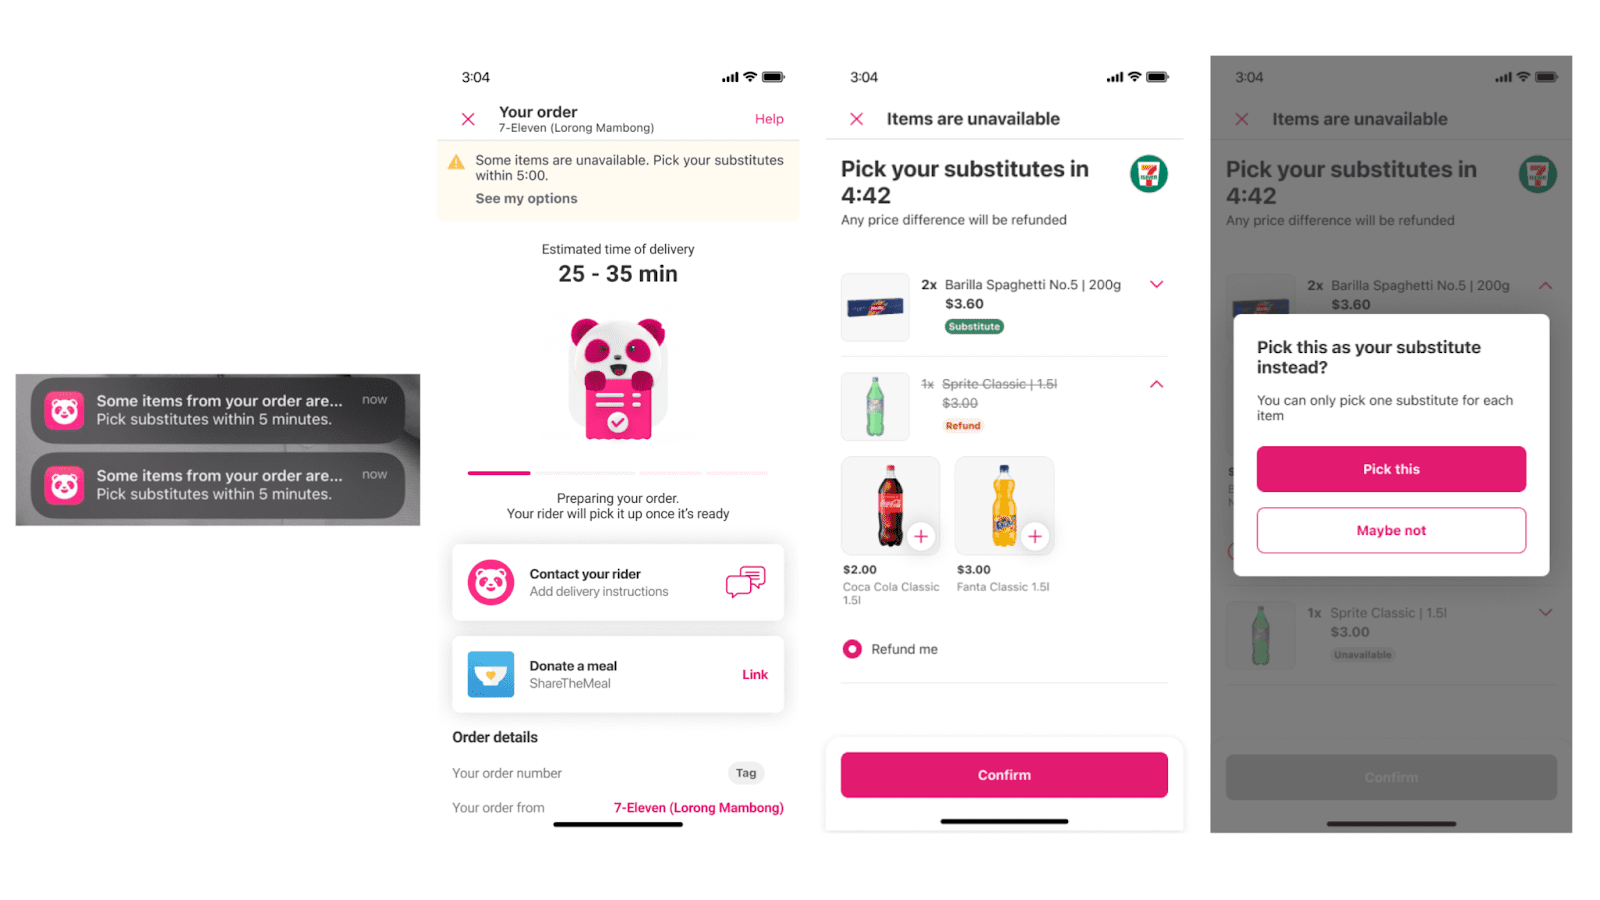 Some items from your order are...
now
Pick substitutes within 5 minutes.
Some items from your order are...
now
Pick substitutes within 5 minutes.
3:04
Your order
7-Eleven (Lorong Mambong)
Help
Some items are unavailable. Pick your substitutes
within 5:00.
See my options
Estimated time of delivery
25 - 35 min
Preparing your order.
Your rider will pick it up once it's ready
Contact your rider
Add delivery instructions
Donate a meal
ShareTheMeal
Link
Order details
Your order number
Tag
Your order from
7-Eleven (Lorong Mambong)
3:04
Items are unavailable
Pick your substitutes in
4:42
Any price difference will be refunded
2x Barilla Spaghetti No.5 | 200g
$3.60
Substitute
1x Sprite Classic | 1.5l
$3.00
Refund
$2.00
Coca Cola Classic
1.5l
$3.00
Fanta Classic 1.5l
Refund me
Confirm
3:04
Items are unavailable
Pick your substitutes in
4:42
Any price difference will be refunded
2x Barilla Spaghetti No.5 | 200g
$3.60
Pick this as your substitute
instead?
You can only pick one substitute for each
item
Pick this
Maybe not
1x Sprite Classic | 1.5l
$3.00
Unavailable
Confirm